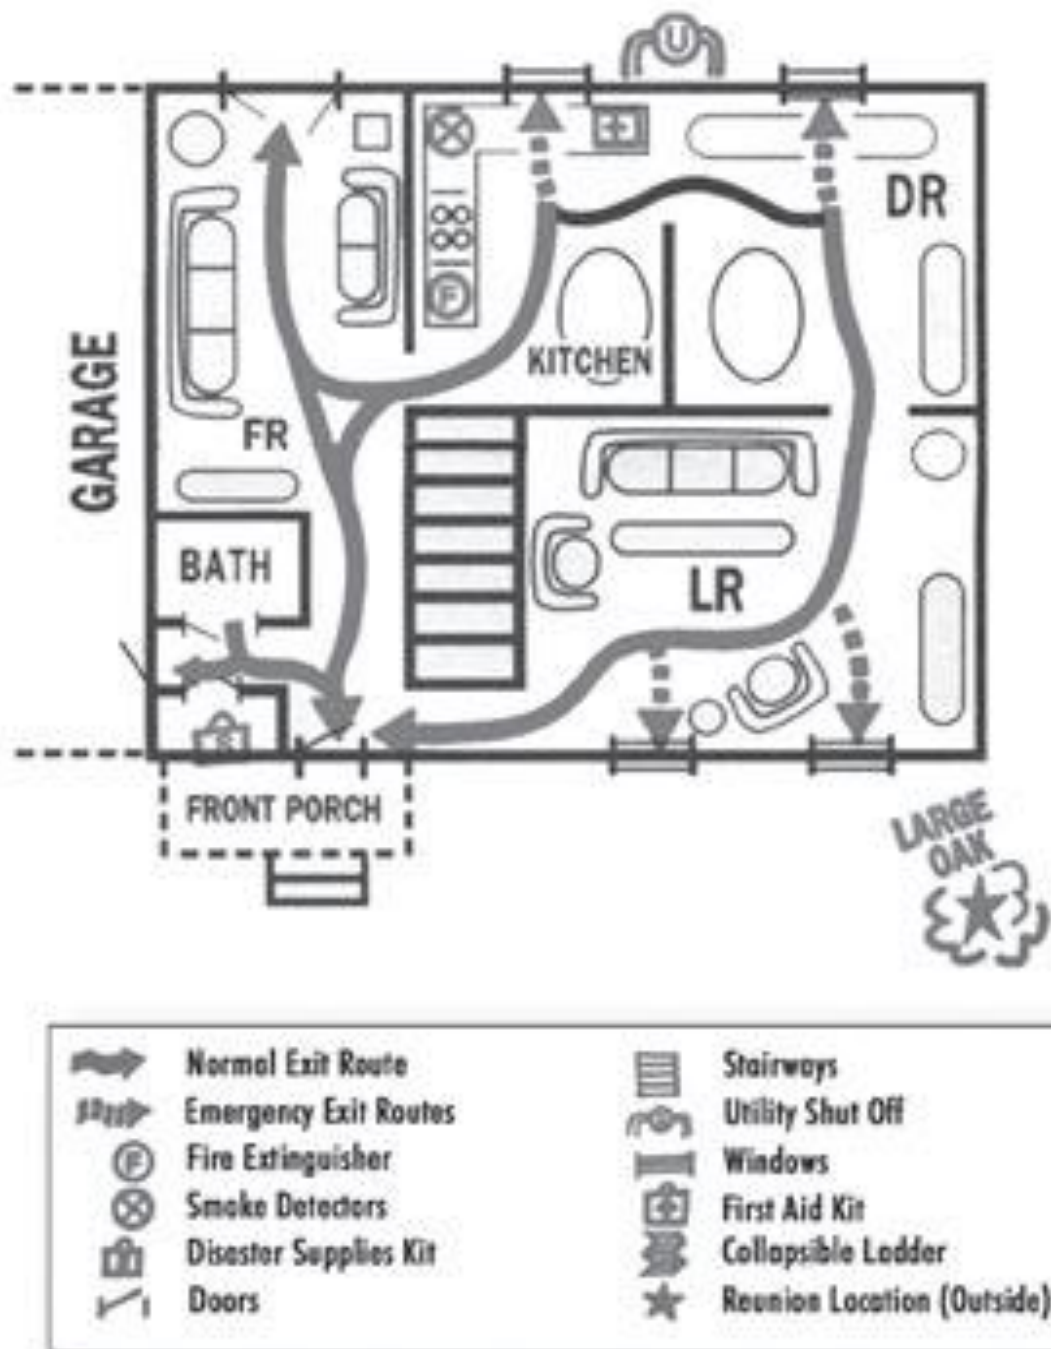 U
DR
F
KITCHEN
GARAGE
FR
BATH
LR
FRONT PORCH
LARGE
OAK
Normal Exit Route
Emergency Exit Routes
F Fire Extinguisher
Smoke Detectors
Disaster Supplies Kit
Doors
Stairways
Utility Shut Off
Windows
First Aid Kit
Collapsible Ladder
Reunion Location (Outside)